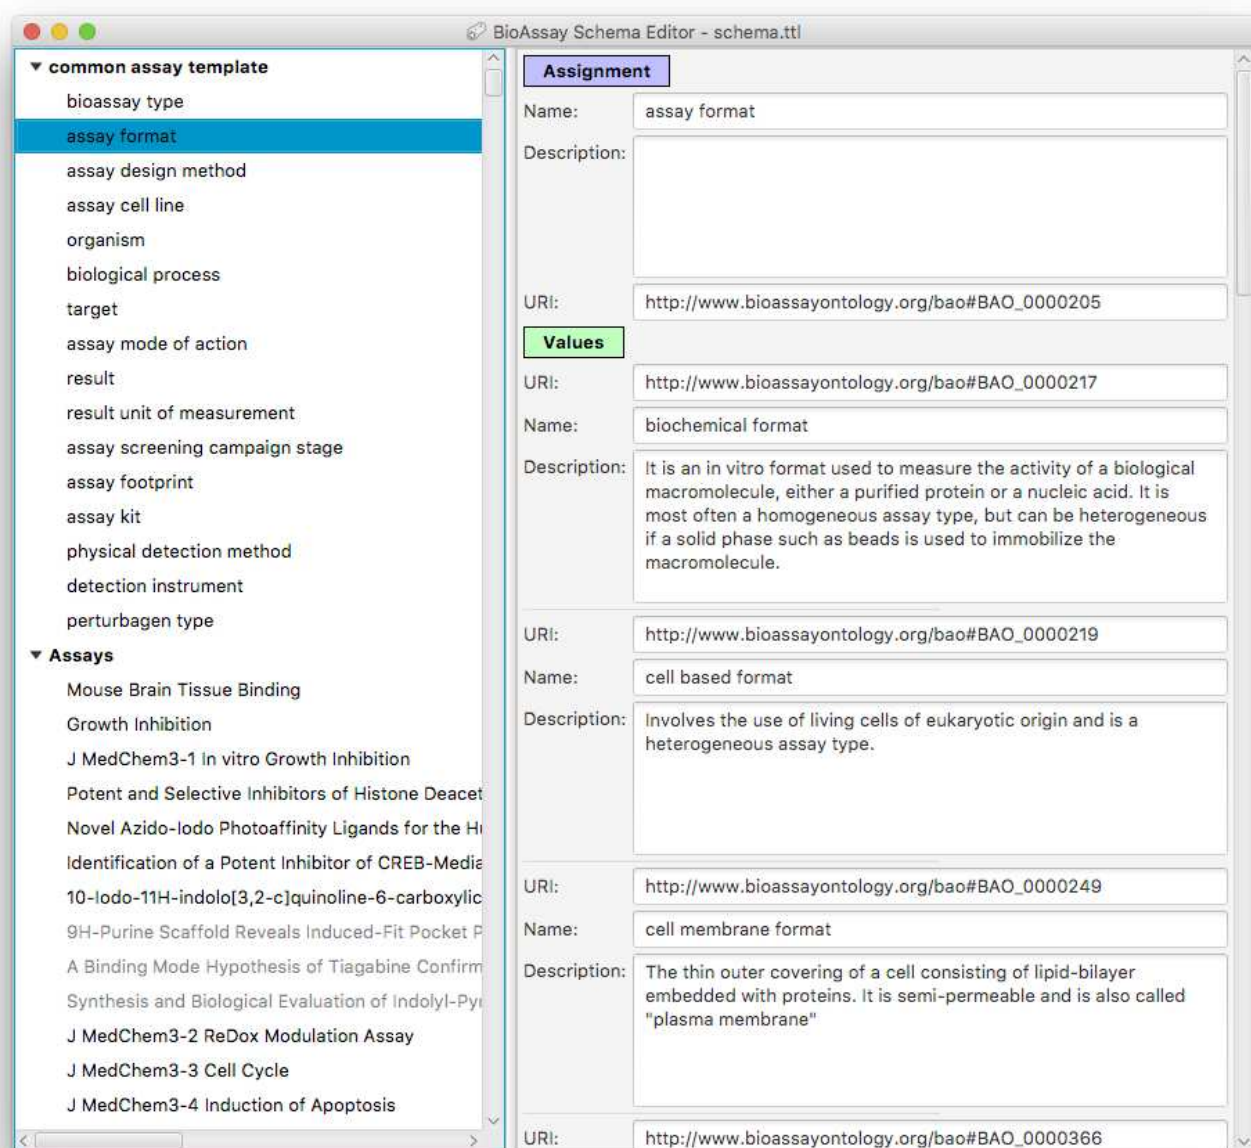 BioAssay Schema Editor - schema.ttl
common assay template
bioassay type
assay format
assay design method
assay cell line
organism
biological process
target
assay mode of action
result
result unit of measurement
assay screening campaign stage
assay footprint
assay kit
physical detection method
detection instrument
perturbagen type
Assays
Mouse Brain Tissue Binding
Growth Inhibition
J MedChem3-1 In vitro Growth Inhibition
Potent and Selective Inhibitors of Histone Deacet
Novel Azido-Iodo Photoaffinity Ligands for the Hu
Identification of a Potent Inhibitor of CREB-Media
10-Iodo-11H-indolo[3,2-c]quinoline-6-carboxylic
9H-Purine Scaffold Reveals Induced-Fit Pocket P
A Binding Mode Hypothesis of Tiagabine Confirm
Synthesis and Biological Evaluation of Indolyl-Pyr
J MedChem3-2 ReDox Modulation Assay
J MedChem3-3 Cell Cycle
J MedChem3-4 Induction of Apoptosis
Assignment
Name: assay format
Description:
URI: http://www.bioassayontology.org/bao#BAO_0000205
Values
URI: http://www.bioassayontology.org/bao#BAO_0000217
Name: biochemical format
Description: It is an in vitro format used to measure the activity of a biological
macromolecule, either a purified protein or a nucleic acid. It is
most often a homogeneous assay type, but can be heterogeneous
if a solid phase such as beads is used to immobilize the
macromolecule.
URI: http://www.bioassayontology.org/bao#BAO_0000219
Name: cell based format
Description: Involves the use of living cells of eukaryotic origin and is a
heterogeneous assay type.
URI: http://www.bioassayontology.org/bao#BAO_0000249
Name: cell membrane format
Description: The thin outer covering of a cell consisting of lipid-bilayer
embedded with proteins. It is semi-permeable and is also called
"plasma membrane"
URI: http://www.bioassayontology.org/bao#BAO_0000366